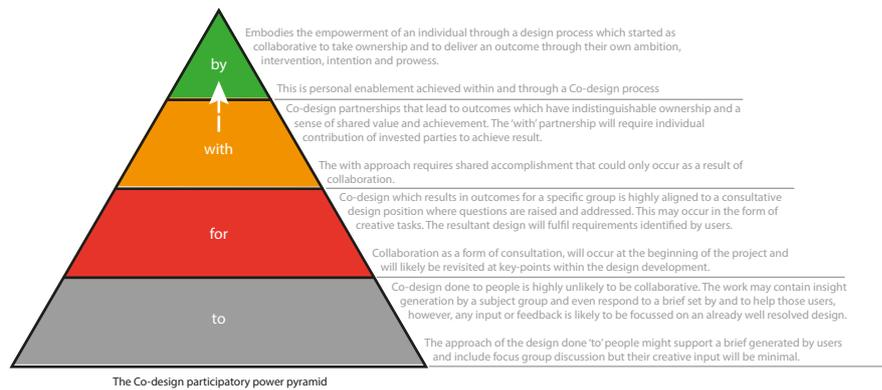 Embodies the empowerment of an individual through a design process which started as
collaborative to take ownership and to deliver an outcome through their own ambition,
intervention, intention and prowess.
This is personal enablement achieved within and through a Co-design process
by
Co-design partnerships that lead to outcomes which have indistinguishable ownership and a
sense of shared value and achievement. The ‘with’ partnership will require individual
contribution of invested parties to achieve result.
The with approach requires shared accomplishment that could only occur as a result of
collaboration.
with
Co-design which results in outcomes for a specific group is highly aligned to a consultative
design position where questions are raised and addressed. This may occur in the form of
creative tasks. The resultant design will fulfil requirements identified by users.
Collaboration as a form of consultation, will occur at the beginning of the project and
will likely be revisited at key-points within the design development.
for
Co-design done to people is highly unlikely to be collaborative. The work may contain insight
generation by a subject group and even respond to a brief set by and to help those users,
however, any input or feedback is likely to be focussed on an already well resolved design.
The approach of the design done ‘to’ people might support a brief generated by users
and include focus group discussion but their creative input will be minimal.
to
The Co-design participatory power pyramid